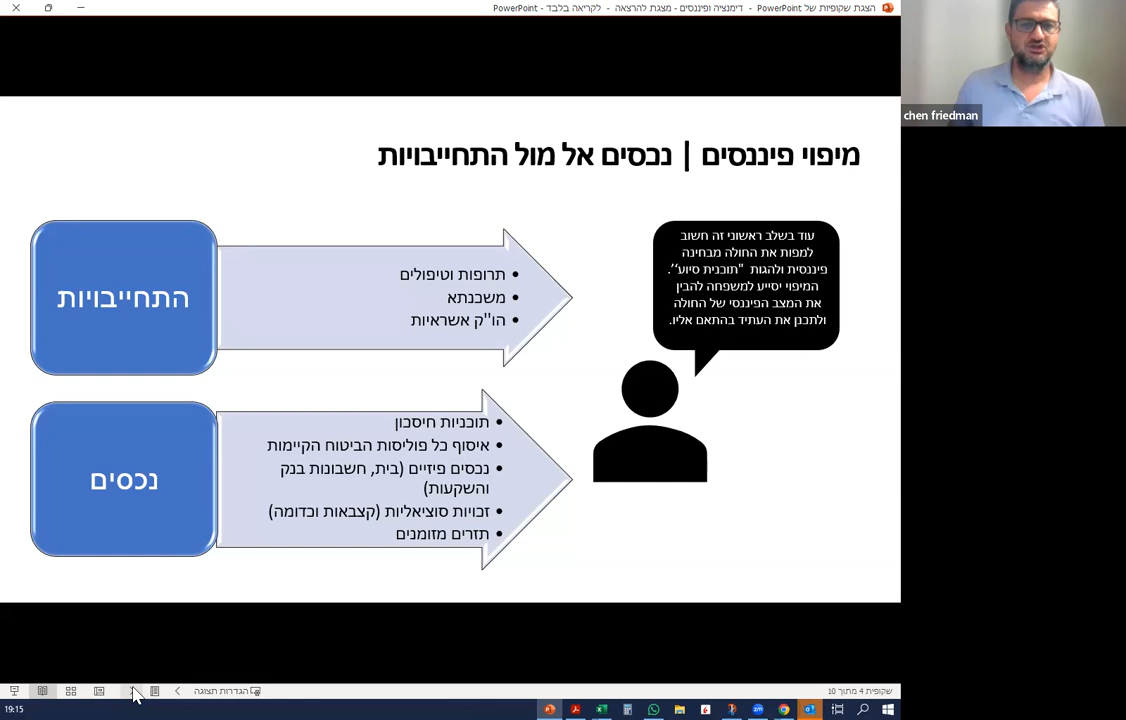 הצגת שקופיות של PowerPoint - דימנציה ופיננסים - מצגת להרצאה - לקריאה בלבד - PowerPoint
chen friedman
מיפוי פיננסים | נכסים אל מול התחייבויות
עוד בשלב ראשוני זה חשוב
למפות את החולה מבחינה
פיננסית ולהגות "תוכנית סיוע".
המיפוי יסייע למשפחה להבין
את המצב הפיננסי של החולה
ולתכנן את העתיד בהתאם אליו.
התחייבויות
• תרופות וטיפולים
• משכנתא
• הו"ק אשראיות
נכסים
• תוכניות חיסכון
• איסוף כל פוליסות הביטוח הקיימות
• נכסים פיזיים (בית, חשבונות בנק
והשקעות)
• זכויות סוציאליות (קצבאות וכדומה)
• תזרים מזומנים
שקופית 4 מתוך 10
הגדרות תצוגה
19:15